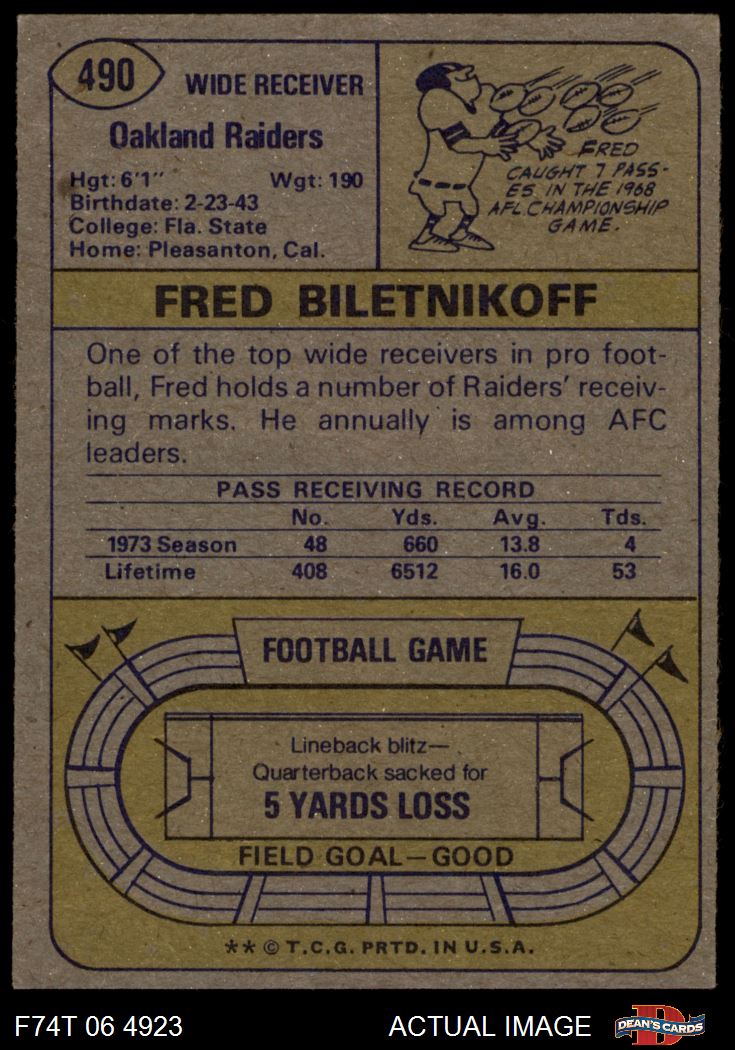 490
WIDE RECEIVER
Oakland Raiders
Hgt: 6'1" Wgt: 190
Birthdate: 2-23-43
College: Fla. State
Home: Pleasanton, Cal.
FRED
CAUGHT 7 PASS-
ES IN THE 1968
AFL CHAMPIONSHIP
GAME.
FRED BILETNIKOFF
One of the top wide receivers in pro foot-
ball, Fred holds a number of Raiders' receiv-
ing marks. He annually is among AFC
leaders.
PASS RECEIVING RECORD
No. Yds. Avg. Tds.
1973 Season 48 660 13.8 4
Lifetime 408 6512 16.0 53
FOOTBALL GAME
Lineback blitz—
Quarterback sacked for
5 YARDS LOSS
FIELD GOAL—GOOD
** © T.C.G. PRTD. IN U.S.A.
F74T 06 4923 ACTUAL IMAGE DEAN'S CARDS